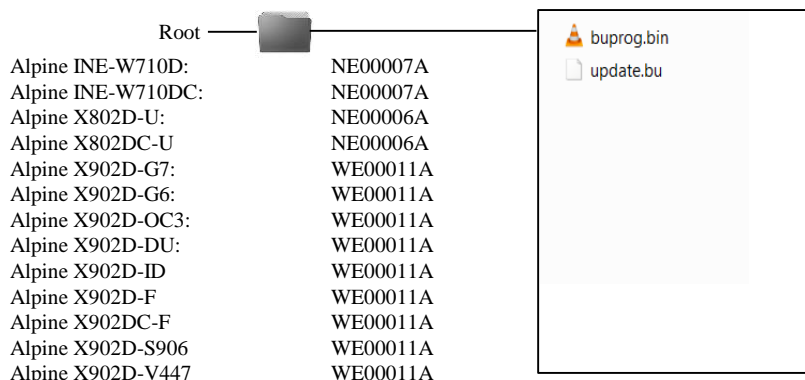 Root
buprog.bin
update.bu
Alpine INE-W710D: NE00007A
Alpine INE-W710DC: NE00007A
Alpine X802D-U: NE00006A
Alpine X802DC-U NE00006A
Alpine X902D-G7: WE00011A
Alpine X902D-G6: WE00011A
Alpine X902D-OC3: WE00011A
Alpine X902D-DU: WE00011A
Alpine X902D-ID WE00011A
Alpine X902D-F WE00011A
Alpine X902DC-F WE00011A
Alpine X902D-S906 WE00011A
Alpine X902D-V447 WE00011A